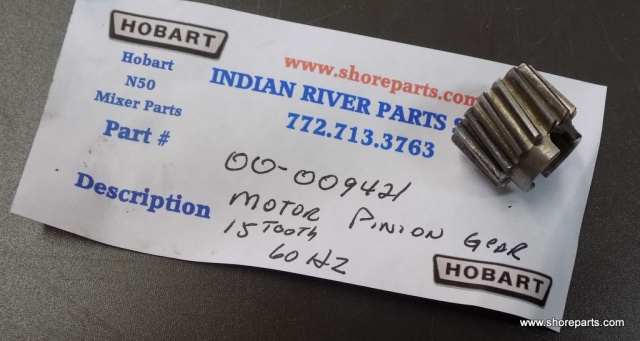 HOBART
Hobart
N50
Mixer Parts
www.shoreparts.com
INDIAN RIVER PARTS
772.713.3763
Part #
00-009421
Description
MOTOR PINION GEAR
15 TOOTH
60 HZ
HOBART
www.shoreparts.com